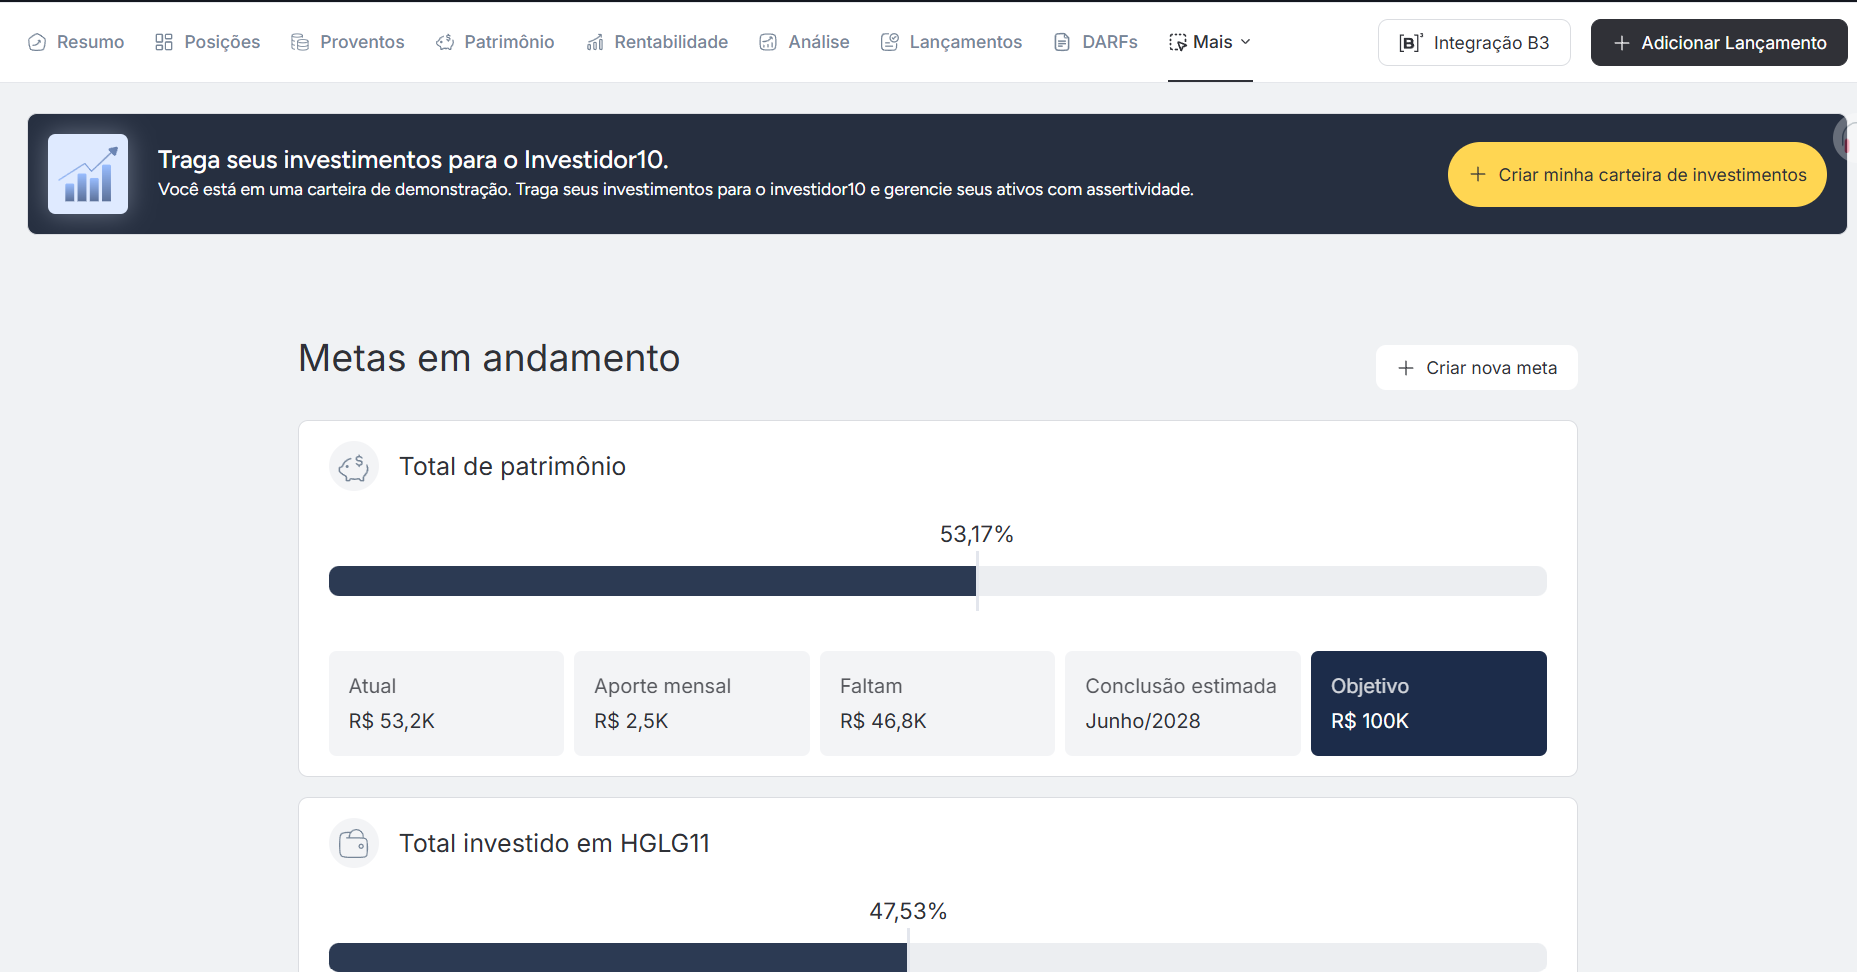 Resumo Posições Proventos Patrimônio Rentabilidade Análise Lançamentos DARFs Mais [B]³ Integração B3 + Adicionar Lançamento
Traga seus investimentos para o Investidor10.
Você está em uma carteira de demonstração. Traga seus investimentos para o investidor10 e gerencie seus ativos com assertividade.
+ Criar minha carteira de investimentos
Metas em andamento
+ Criar nova meta
Total de patrimônio
53,17%
Atual Aporte mensal Faltam Conclusão estimada Objetivo
R$ 53,2K R$ 2,5K R$ 46,8K Junho/2028 R$ 100K
Total investido em HGLG11
47,53%